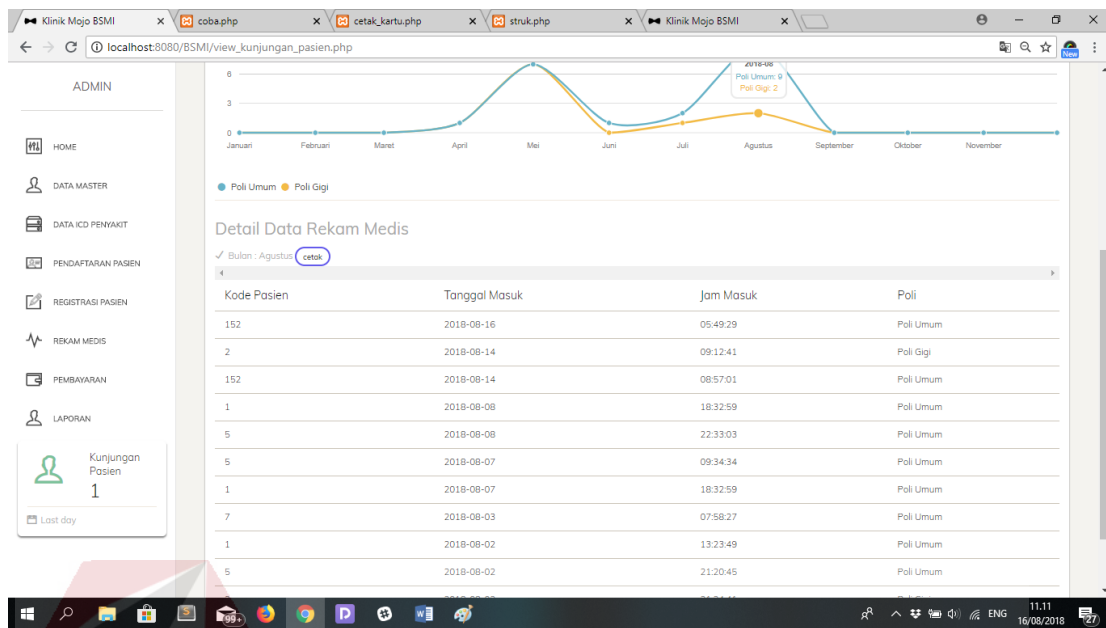 Klinik Mojo BSMI
coba.php
cetak_kartu.php
struk.php
Klinik Mojo BSMI
localhost:8080/BSMI/view_kunjungan_pasien.php
New
ADMIN
HOME
DATA MASTER
DATA ICD PENYAKIT
PENDAFTARAN PASIEN
REGISTRASI PASIEN
REKAM MEDIS
PEMBAYARAN
LAPORAN
Kunjungan
Pasien
1
Last day
6
3
0
2018-08
Poli Umum: 9
Poli Gigi: 2
Januari Februari Maret April Mei Juni Juli Agustus September Oktober November
Poli Umum Poli Gigi
Detail Data Rekam Medis
✓ Bulan : Agustus cetak
Kode Pasien Tanggal Masuk Jam Masuk Poli
152 2018-08-16 05:49:29 Poli Umum
2 2018-08-14 09:12:41 Poli Gigi
152 2018-08-14 08:57:01 Poli Umum
1 2018-08-08 18:32:59 Poli Umum
5 2018-08-08 22:33:03 Poli Umum
5 2018-08-07 09:34:34 Poli Umum
1 2018-08-07 18:32:59 Poli Umum
7 2018-08-03 07:58:27 Poli Umum
1 2018-08-02 13:23:49 Poli Umum
5 2018-08-02 21:20:45 Poli Umum
99+
ENG
11.11
16/08/2018
27